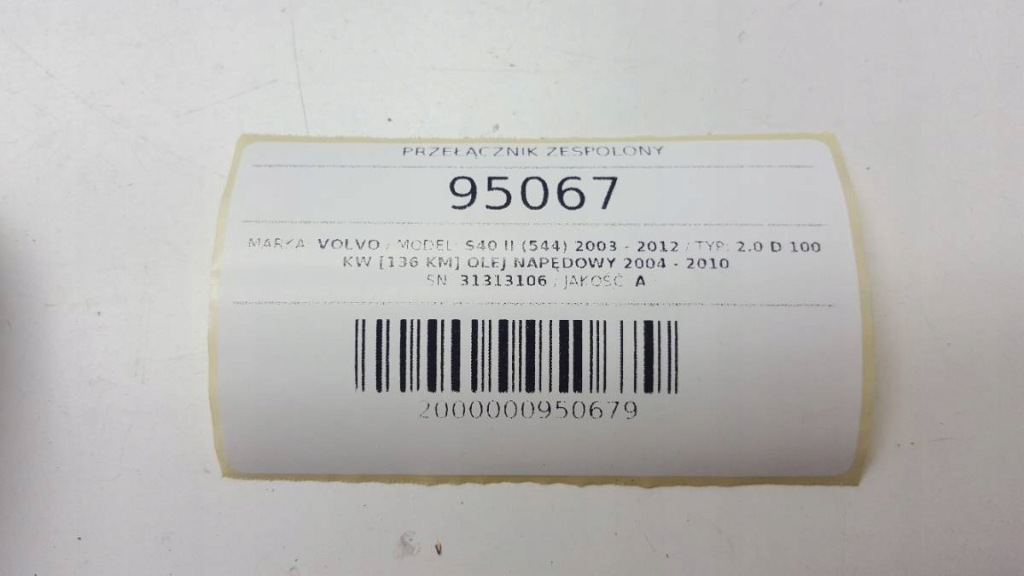 PRZEŁĄCZNIK ZESPOLONY
95067
MARKA: VOLVO / MODEL: S40 II (544) 2003 - 2012 / TYP: 2.0 D 100
KW [136 KM] OLEJ NAPĘDOWY 2004 - 2010
SN: 31313106 / JAKOŚĆ: A
2000000950679